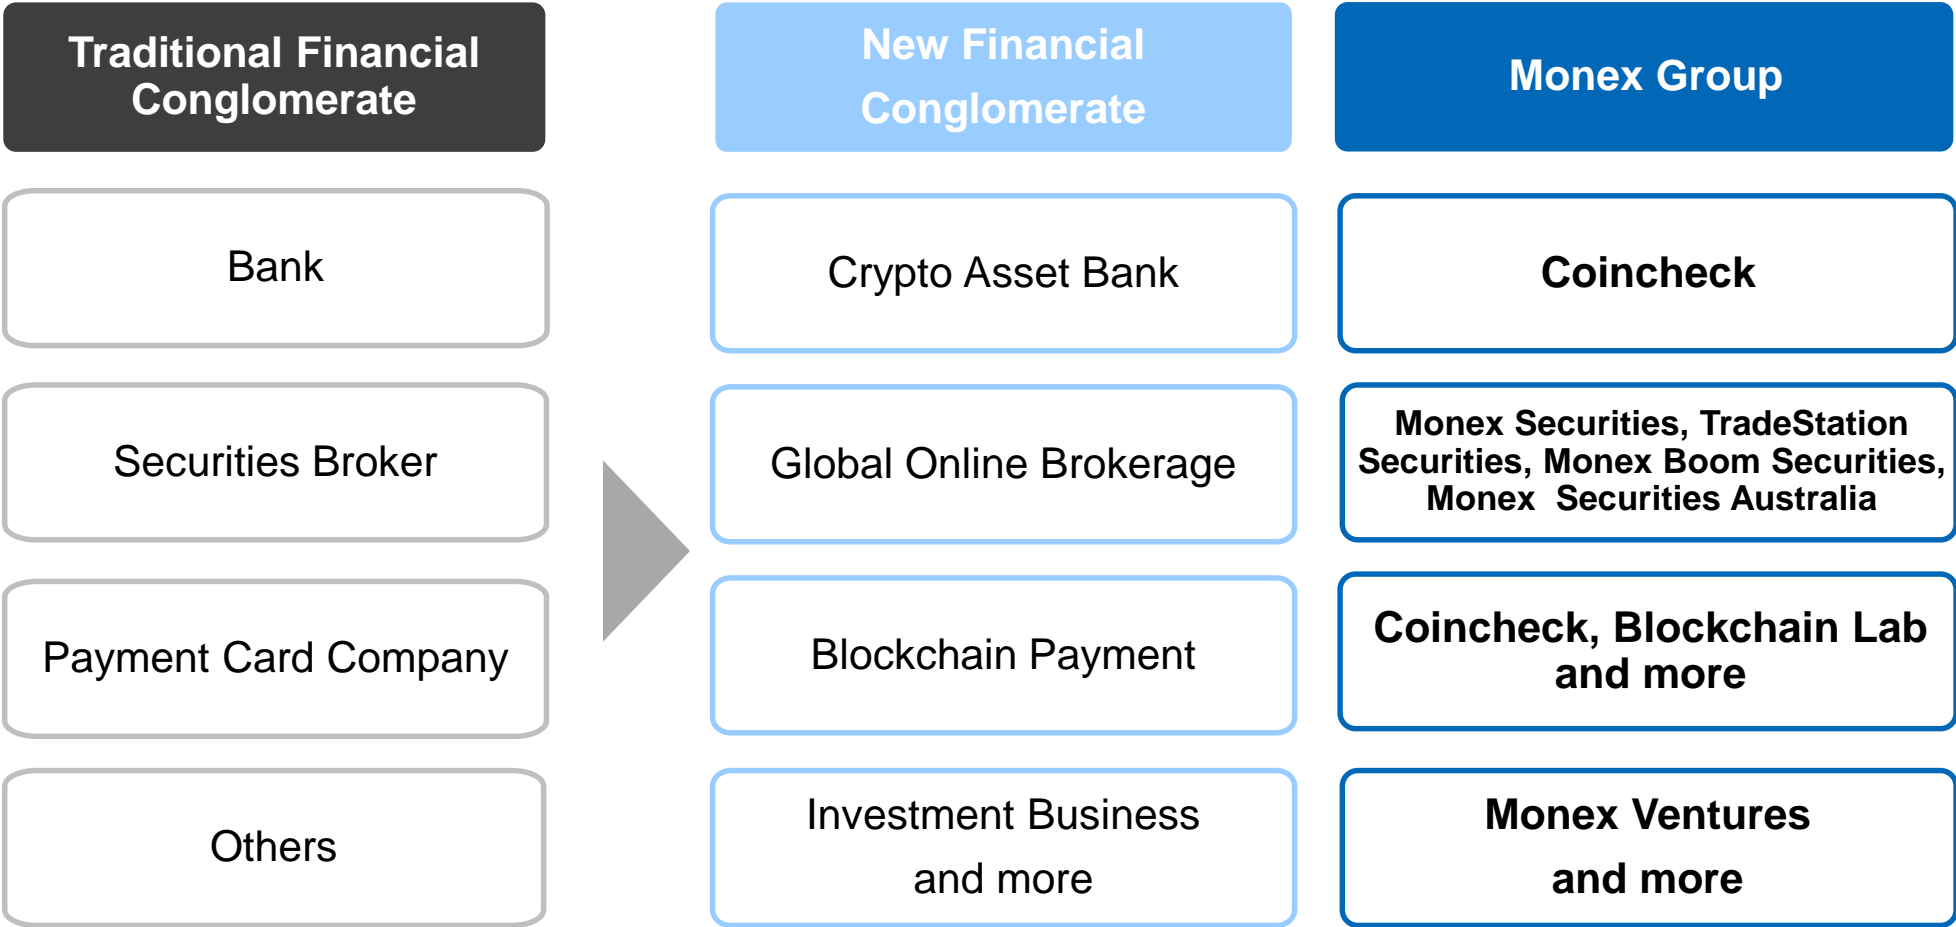 Traditional Financial
Conglomerate
New Financial
Conglomerate
Monex Group
Bank
Crypto Asset Bank
Coincheck
Securities Broker
Global Online Brokerage
Monex Securities, TradeStation
Securities, Monex Boom Securities,
Monex  Securities Australia
Payment Card Company
Blockchain Payment
Coincheck, Blockchain Lab
and more
Others
Investment Business
and more
Monex Ventures
and more